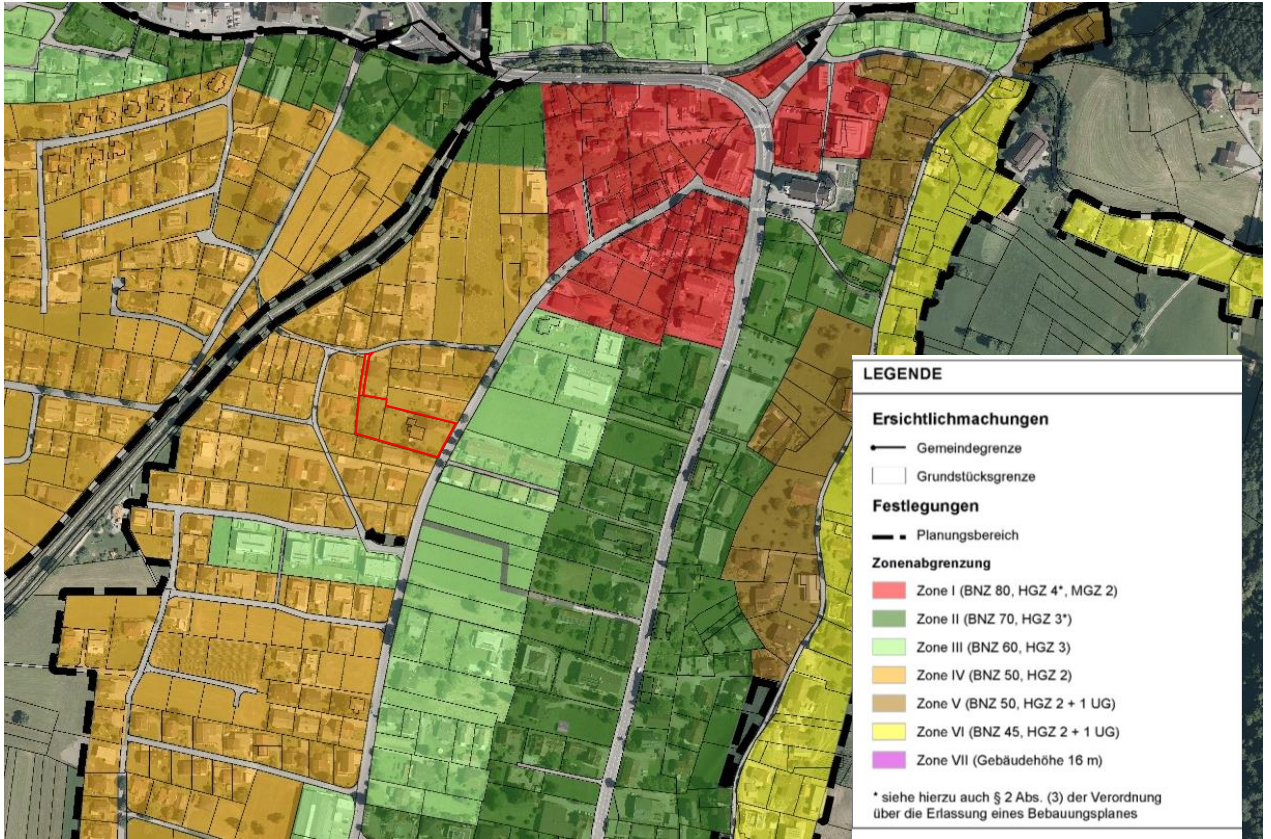 LEGENDE
Ersichtlichmachungen
Gemeindegrenze
Grundstücksgrenze
Festlegungen
Planungsbereich
Zonenabgrenzung
Zone I (BNZ 80, HGZ 4*, MGZ 2)
Zone II (BNZ 70, HGZ 3*)
Zone III (BNZ 60, HGZ 3)
Zone IV (BNZ 50, HGZ 2)
Zone V (BNZ 50, HGZ 2 + 1 UG)
Zone VI (BNZ 45, HGZ 2 + 1 UG)
Zone VII (Gebäudehöhe 16 m)
* siehe hierzu auch § 2 Abs. (3) der Verordnung
über die Erlassung eines Bebauungsplanes